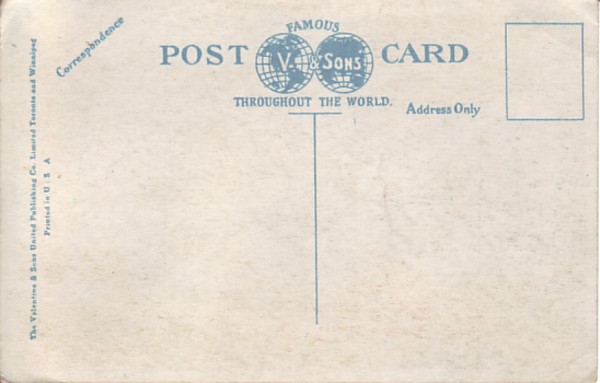 FAMOUS
POST CARD
V. & SONS
THROUGHOUT THE WORLD.
Correspondence
Address Only
The Valentine & Sons United Publishing Co. Limited Toronto and Winnipeg
Printed in U. S. A